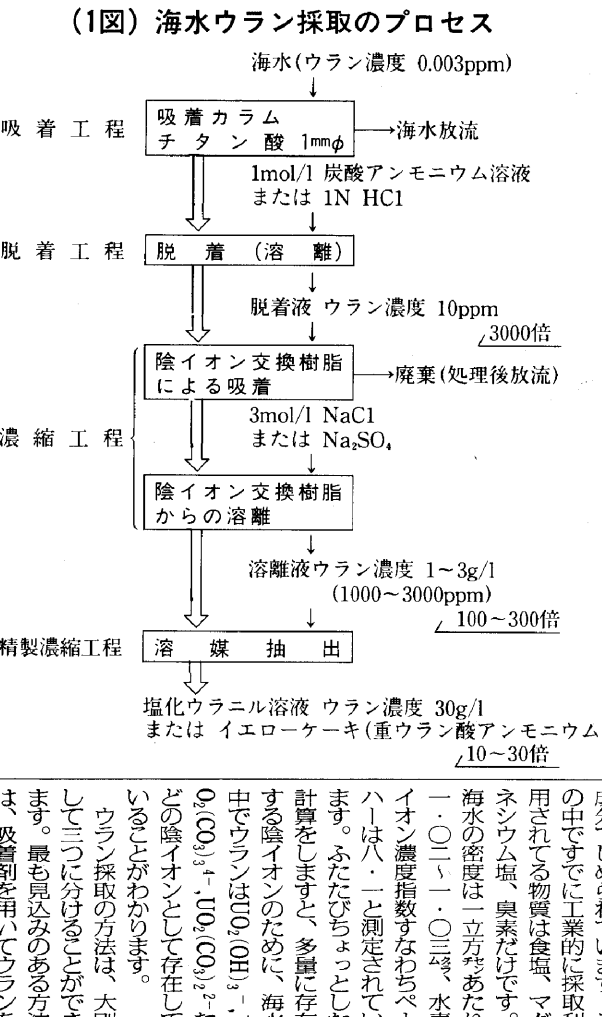 (1図) 海水ウラン採取のプロセス
海水(ウラン濃度 0.003ppm)
吸着工程
吸着カラム
チタン酸 1mmφ
海水放流
1mol/l 炭酸アンモニウム溶液
または 1N HCl
脱着工程
脱着(溶離)
脱着液 ウラン濃度 10ppm
3000倍
濃縮工程
陰イオン交換樹脂
による吸着
廃棄(処理後放流)
3mol/l NaCl
または Na₂SO₄
陰イオン交換樹脂
からの溶離
溶離液ウラン濃度 1~3g/l
(1000~3000ppm)
100~300倍
精製濃縮工程
溶媒抽出
塩化ウラニル溶液 ウラン濃度 30g/l
または イエローケーキ(重ウラン酸アンモニウム
10~30倍
の中ですでに工業的に採取利
用されてる物質は食塩、マグ
ネシウム塩、臭素だけです。
海水の密度は一立方センあたり
一・〇二~一・〇三グラ、水素
イオン濃度指数すなわちペー
ハーは八・一と測定されてい
ます。ふたたびちょっとした
計算をしますと、多量に存在
する陰イオンのために、海水
中でウランはUO₂(OH)₃⁻、
O₂(CO₃)₃⁴⁻、UO₂(CO₃)₂²⁻な
どの陰イオンとして存在して
いることがわかります。
ウラン採取の方法は、大別
して三つに分けることができ
ます。最も見込みのある方法
は、吸着剤を用いてウランを